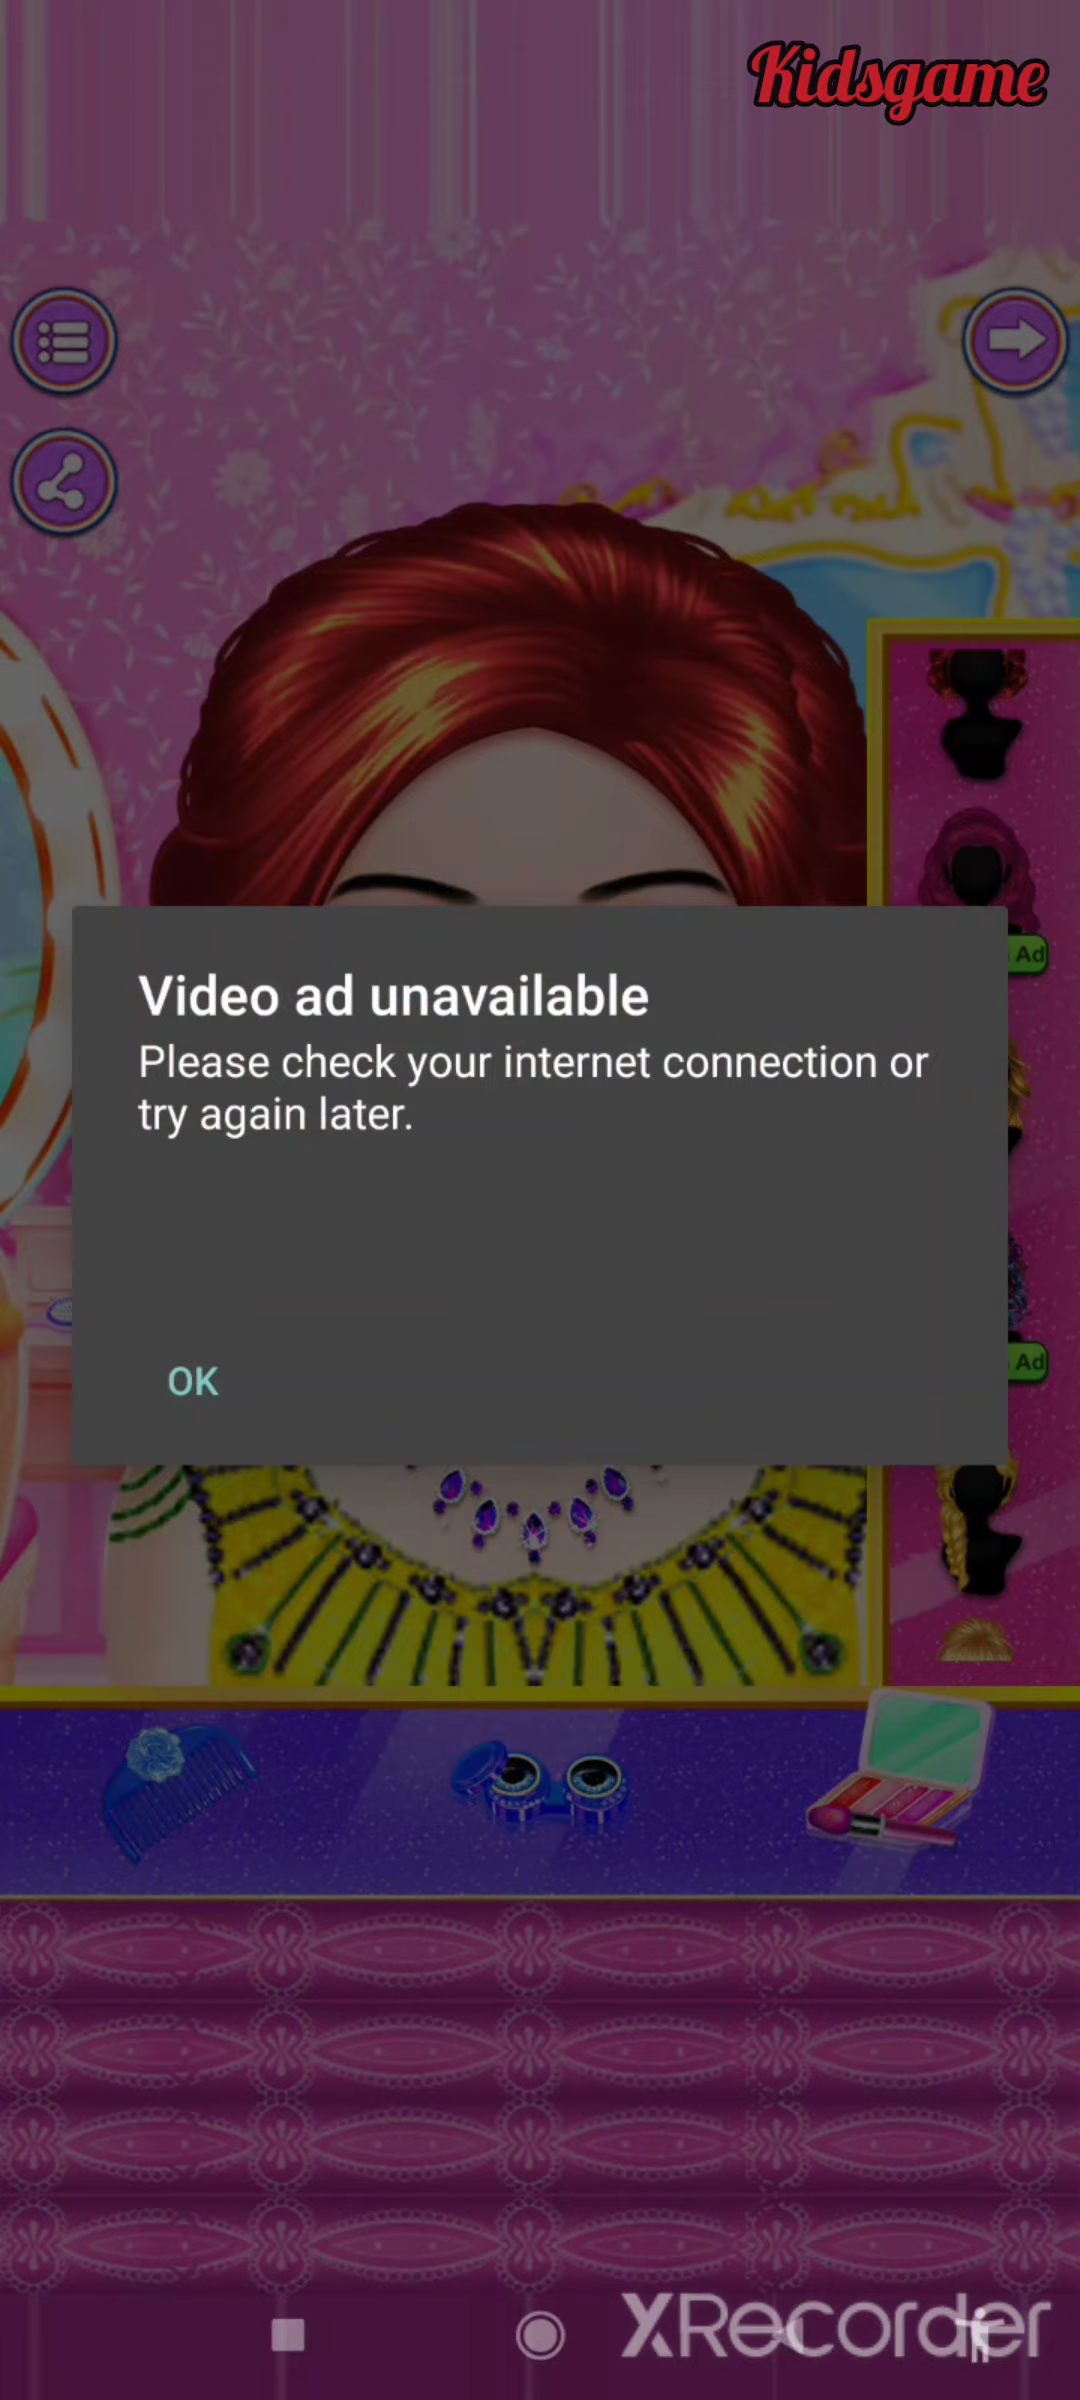 Kidsgame
Ad
Video ad unavailable
Please check your internet connection or
try again later.
Ad
OK
XRecorder